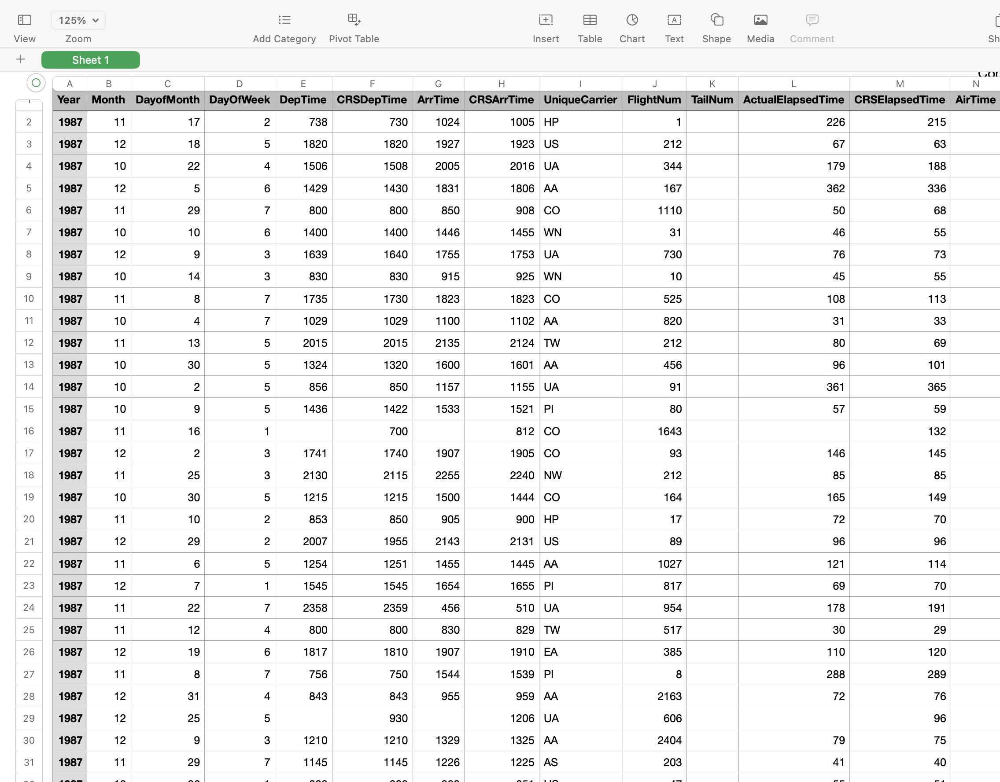 125%
View Zoom Add Category Pivot Table Insert Table Chart Text Shape Media Comment
Sheet 1
A B C D E F G H I J K L M N
Year Month DayofMonth DayOfWeek DepTime CRSDepTime ArrTime CRSArrTime UniqueCarrier FlightNum TailNum ActualElapsedTime CRSElapsedTime AirTime
2 1987 11 17 2 738 730 1024 1005 HP 1 226 215
3 1987 12 18 5 1820 1820 1927 1923 US 212 67 63
4 1987 10 22 4 1506 1508 2005 2016 UA 344 179 188
5 1987 12 5 6 1429 1430 1831 1806 AA 167 362 336
6 1987 11 29 7 800 800 850 908 CO 1110 50 68
7 1987 10 10 6 1400 1400 1446 1455 WN 31 46 55
8 1987 12 9 3 1639 1640 1755 1753 UA 730 76 73
9 1987 10 14 3 830 830 915 925 WN 10 45 55
10 1987 11 8 7 1735 1730 1823 1823 CO 525 108 113
11 1987 10 4 7 1029 1029 1100 1102 AA 820 31 33
12 1987 11 13 5 2015 2015 2135 2124 TW 212 80 69
13 1987 10 30 5 1324 1320 1600 1601 AA 456 96 101
14 1987 10 2 5 856 850 1157 1155 UA 91 361 365
15 1987 10 9 5 1436 1422 1533 1521 PI 80 57 59
16 1987 11 16 1 700 812 CO 1643 132
17 1987 12 2 3 1741 1740 1907 1905 CO 93 146 145
18 1987 11 25 3 2130 2115 2255 2240 NW 212 85 85
19 1987 10 30 5 1215 1215 1500 1444 CO 164 165 149
20 1987 11 10 2 853 850 905 900 HP 17 72 70
21 1987 12 29 2 2007 1955 2143 2131 US 89 96 96
22 1987 11 6 5 1254 1251 1455 1445 AA 1027 121 114
23 1987 12 7 1 1545 1545 1654 1655 PI 817 69 70
24 1987 11 22 7 2358 2359 456 510 UA 954 178 191
25 1987 11 12 4 800 800 830 829 TW 517 30 29
26 1987 12 19 6 1817 1810 1907 1910 EA 385 110 120
27 1987 11 8 7 756 750 1544 1539 PI 8 288 289
28 1987 12 31 4 843 843 955 959 AA 2163 72 76
29 1987 12 25 5 930 1206 UA 606 96
30 1987 12 9 3 1210 1210 1329 1325 AA 2404 79 75
31 1987 11 29 7 1145 1145 1226 1225 AS 203 41 40